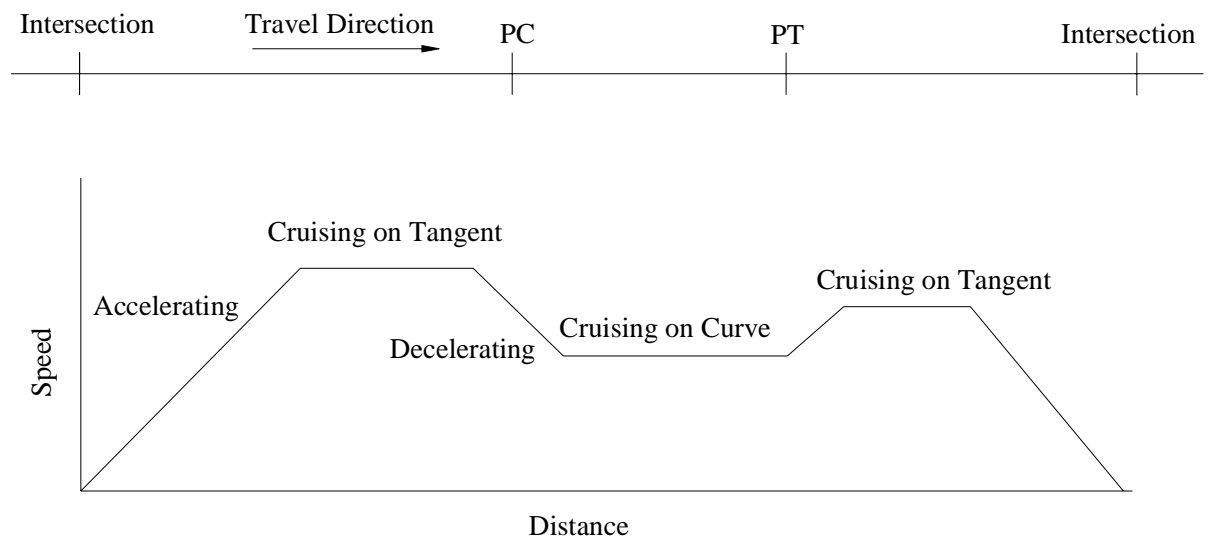 Intersection
Travel Direction
PC
PT
Intersection
Cruising on Tangent
Cruising on Tangent
Accelerating
Cruising on Curve
Decelerating
Speed
Distance